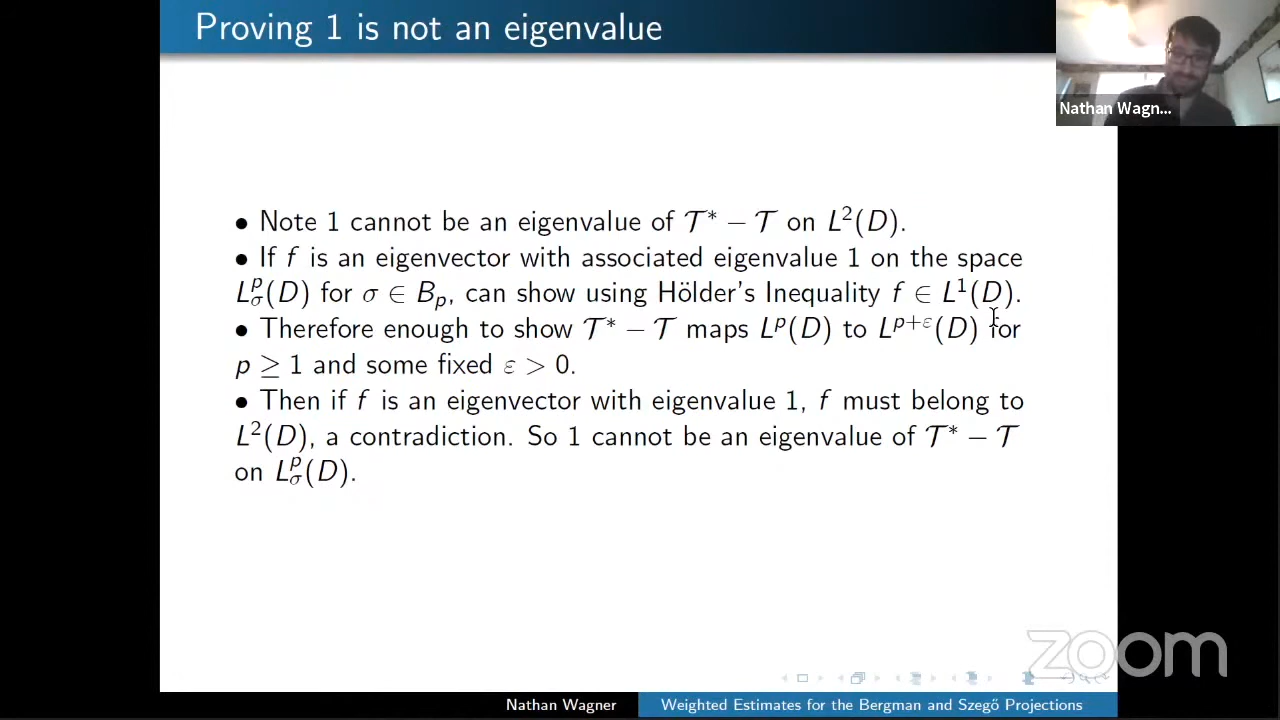 Proving 1 is not an eigenvalue
Nathan Wagn...
• Note 1 cannot be an eigenvalue of 𝒯* − 𝒯 on L²(D).
• If f is an eigenvector with associated eigenvalue 1 on the space
L^p_σ(D) for σ ∈ B_p, can show using Hölder's Inequality f ∈ L¹(D).
• Therefore enough to show 𝒯* − 𝒯 maps L^p(D) to L^{p+ε}(D) for
p ≥ 1 and some fixed ε > 0.
• Then if f is an eigenvector with eigenvalue 1, f must belong to
L²(D), a contradiction. So 1 cannot be an eigenvalue of 𝒯* − 𝒯
on L^p_σ(D).
zoom
Nathan Wagner
Weighted Estimates for the Bergman and Szegő Projections